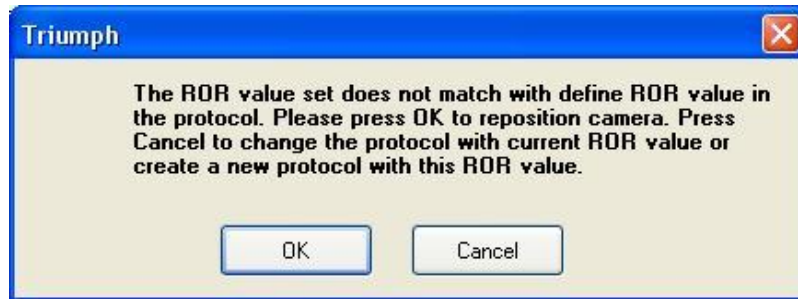 Triumph
The ROR value set does not match with define ROR value in
the protocol. Please press OK to reposition camera. Press
Cancel to change the protocol with current ROR value or
create a new protocol with this ROR value.
OK
Cancel